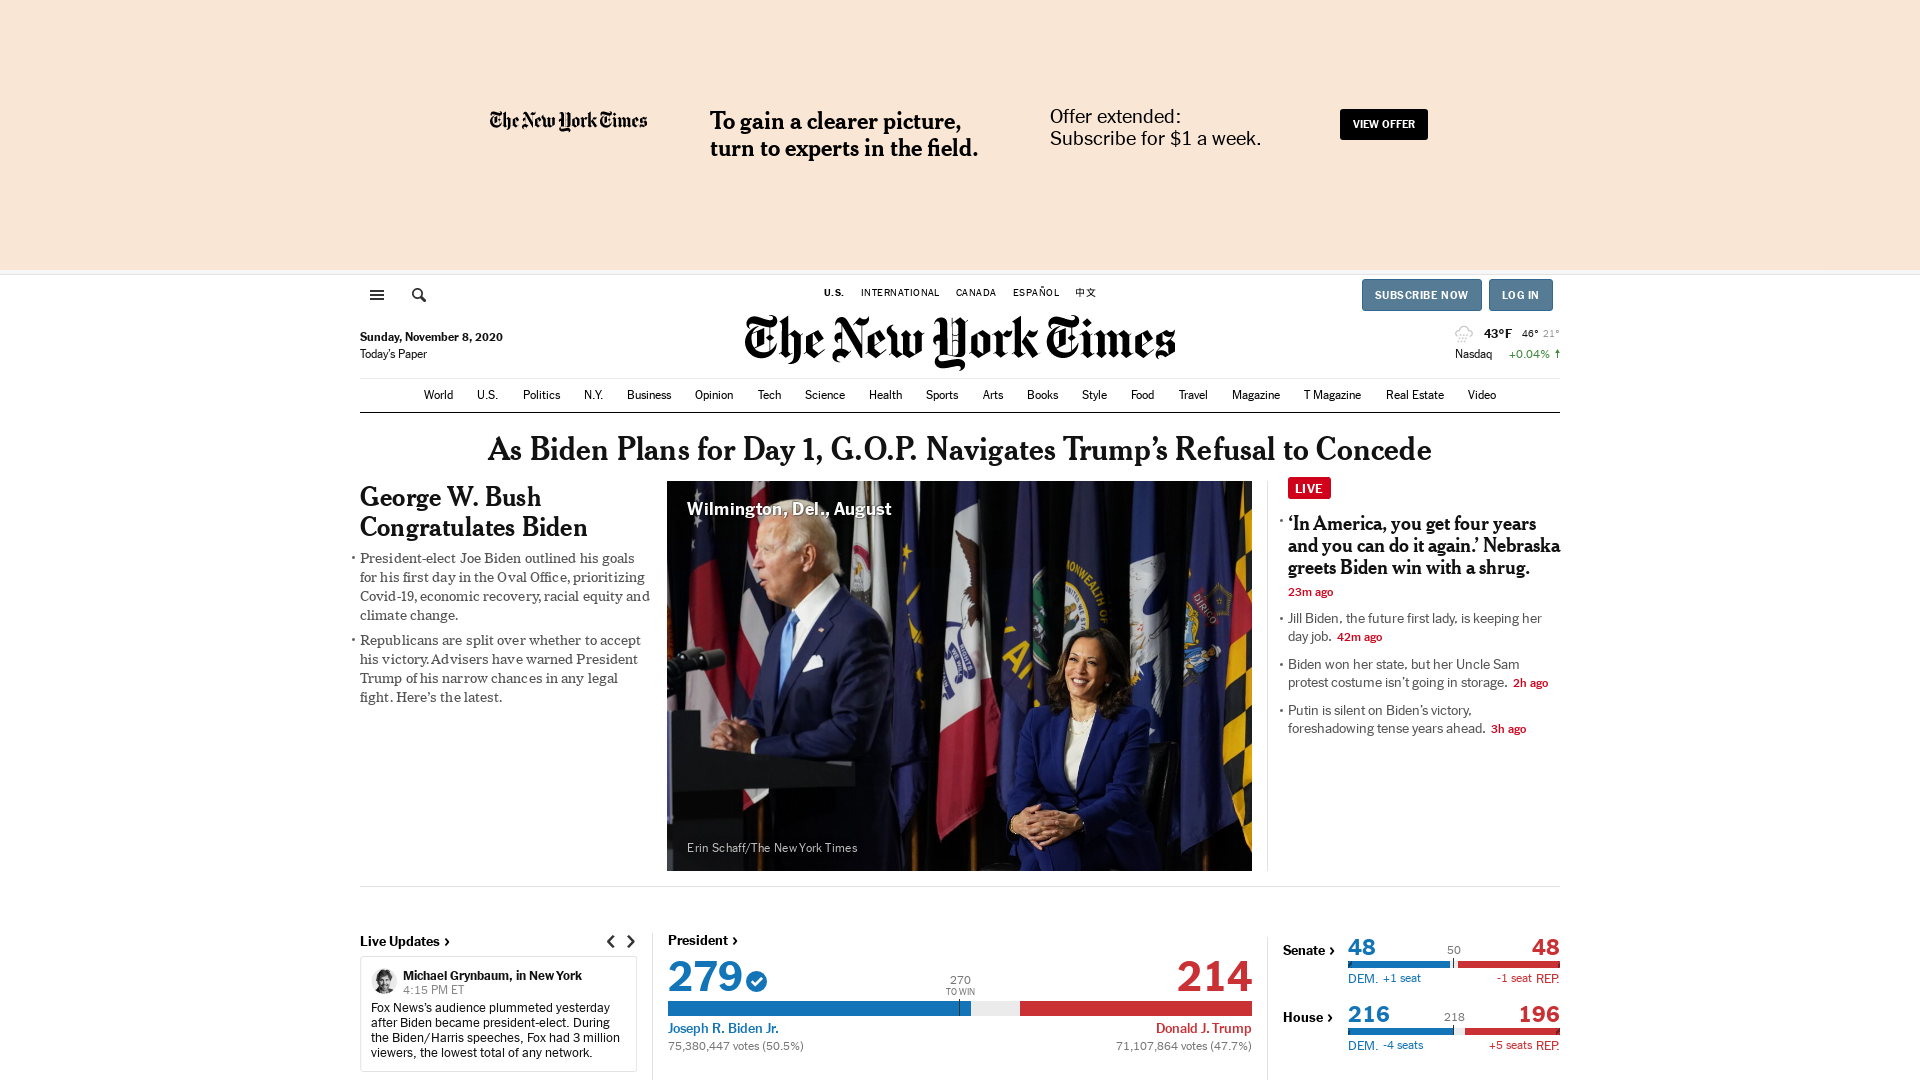 The New York Times
To gain a clearer picture,
turn to experts in the field.
Offer extended:
Subscribe for $1 a week.
VIEW OFFER
U.S. INTERNATIONAL CANADA ESPAÑOL 中文
SUBSCRIBE NOW LOG IN
Sunday, November 8, 2020
Today's Paper
The New York Times
43°F 46° 21°
Nasdaq +0.04% ↑
World U.S. Politics N.Y. Business Opinion Tech Science Health Sports Arts Books Style Food Travel Magazine T Magazine Real Estate Video
As Biden Plans for Day 1, G.O.P. Navigates Trump’s Refusal to Concede
George W. Bush
Congratulates Biden
• President-elect Joe Biden outlined his goals
for his first day in the Oval Office, prioritizing
Covid-19, economic recovery, racial equity and
climate change.
• Republicans are split over whether to accept
his victory. Advisers have warned President
Trump of his narrow chances in any legal
fight. Here’s the latest.
Wilmington, Del., August
COMMONWEALTH OF
DIRIGO
Erin Schaff/The New York Times
LIVE
• ‘In America, you get four years
and you can do it again.’ Nebraska
greets Biden win with a shrug.
23m ago
• Jill Biden, the future first lady, is keeping her
day job. 42m ago
• Biden won her state, but her Uncle Sam
protest costume isn’t going in storage. 2h ago
• Putin is silent on Biden’s victory,
foreshadowing tense years ahead. 3h ago
Live Updates ›
Michael Grynbaum, in New York
4:15 PM ET
Fox News’s audience plummeted yesterday
after Biden became president-elect. During
the Biden/Harris speeches, Fox had 3 million
viewers, the lowest total of any network.
President ›
279 270 214
TO WIN
Joseph R. Biden Jr. Donald J. Trump
75,380,447 votes (50.5%) 71,107,864 votes (47.7%)
Senate › 48 50 48
DEM. +1 seat -1 seat REP.
House › 216 218 196
DEM. -4 seats +5 seats REP.